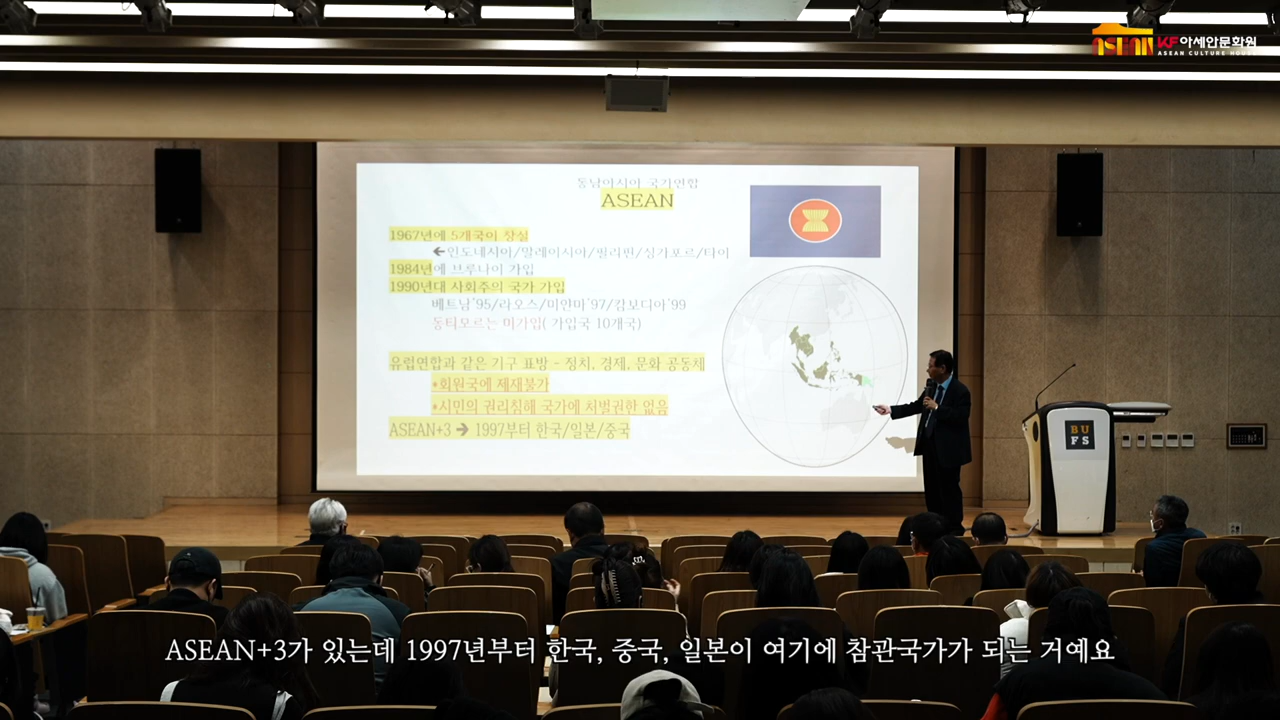 ASEAN KF아세안문화원
ASEAN CULTURE HOUSE
동남아시아 국가연합
ASEAN
1967년에 5개국이 창설
←인도네시아/말레이시아/필리핀/싱가포르/타이
1984년에 브루나이 가입
1990년대 사회주의 국가 가입
베트남'95/라오스/미얀마'97/캄보디아'99
동티모르는 미가입( 가입국 10개국)
유럽연합과 같은 기구 표방 - 정치, 경제, 문화 공동체
*회원국에 제재불가
*시민의 권리침해 국가에 처벌권한 없음
ASEAN+3 → 1997부터 한국/일본/중국
BU
FS
ASEAN+3가 있는데 1997년부터 한국, 중국, 일본이 여기에 참관국가가 되는 거예요